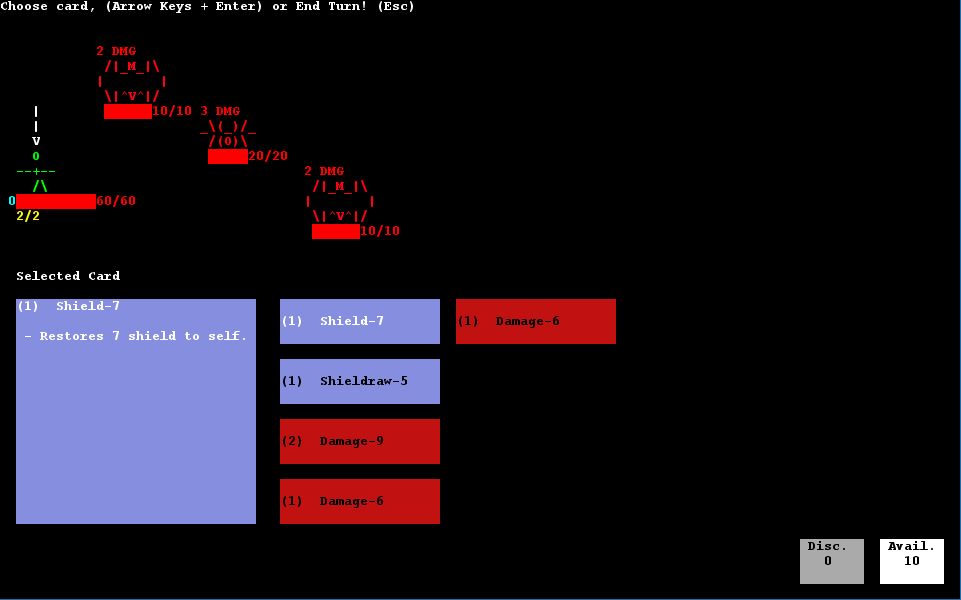 Choose card, (Arrow Keys + Enter) or End Turn! (Esc)
2 DMG
/|_M_|\
|       |
\|^V^|/
10/10
3 DMG
_\(_)/_
/(0)\
20/20
2 DMG
/|_M_|\
|       |
\|^V^|/
10/10
|
|
V
O
--+--
/\
0
60/60
2/2
Selected Card
(1)  Shield-7
- Restores 7 shield to self.
(1)  Shield-7
(1)  Damage-6
(1)  Shieldraw-5
(2)  Damage-9
(1)  Damage-6
Disc.
0
Avail.
10